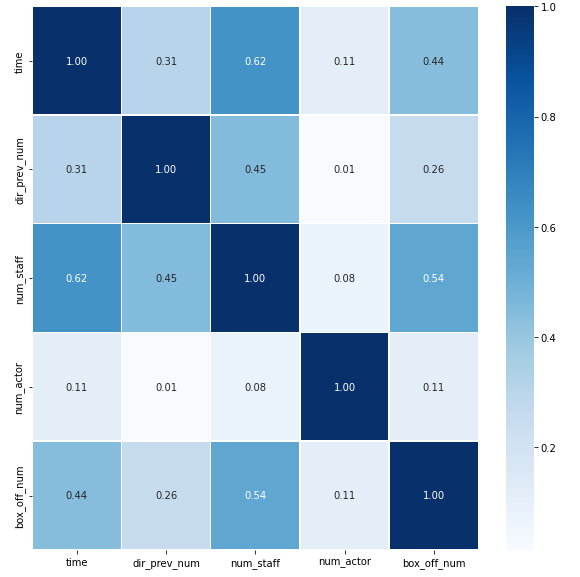 time 1.00 0.31 0.62 0.11 0.44
dir_prev_num 0.31 1.00 0.45 0.01 0.26
num_staff 0.62 0.45 1.00 0.08 0.54
num_actor 0.11 0.01 0.08 1.00 0.11
box_off_num 0.44 0.26 0.54 0.11 1.00
time dir_prev_num num_staff num_actor box_off_num
1.0
0.8
0.6
0.4
0.2